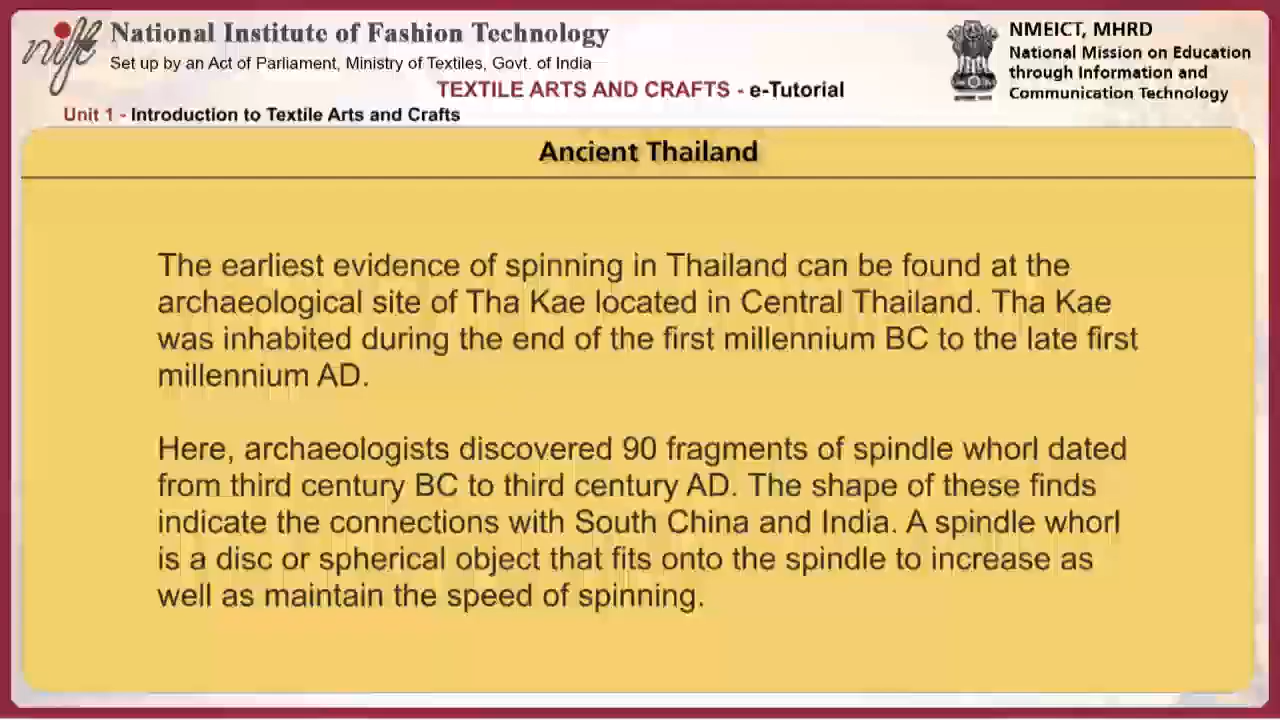 nift
National Institute of Fashion Technology
Set up by an Act of Parliament, Ministry of Textiles, Govt. of India
TEXTILE ARTS AND CRAFTS - e-Tutorial
Unit 1 - Introduction to Textile Arts and Crafts
NMEICT, MHRD
National Mission on Education
through Information and
Communication Technology
Ancient Thailand
The earliest evidence of spinning in Thailand can be found at the
archaeological site of Tha Kae located in Central Thailand. Tha Kae
was inhabited during the end of the first millennium BC to the late first
millennium AD.
Here, archaeologists discovered 90 fragments of spindle whorl dated
from third century BC to third century AD. The shape of these finds
indicate the connections with South China and India. A spindle whorl
is a disc or spherical object that fits onto the spindle to increase as
well as maintain the speed of spinning.